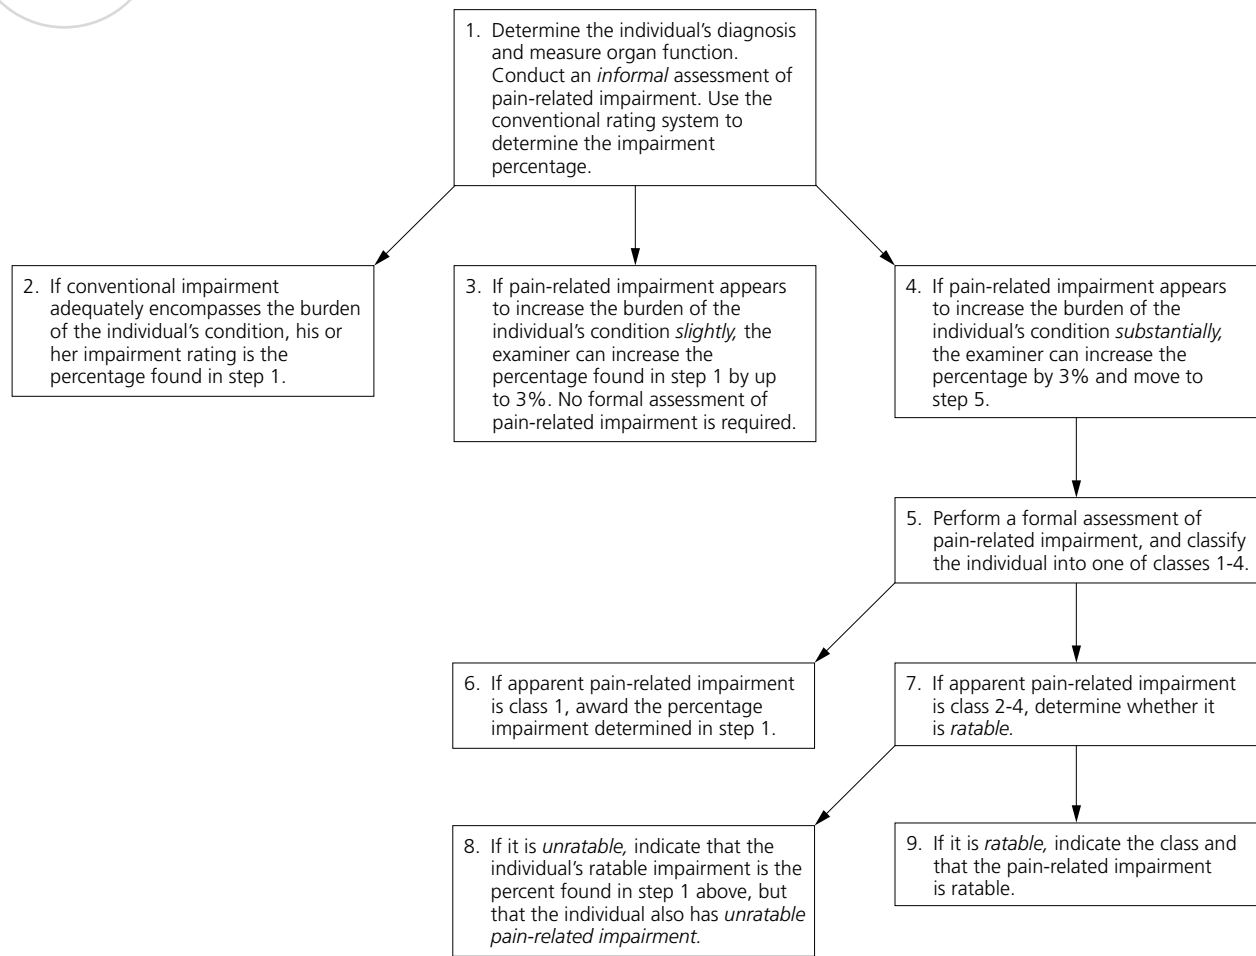 1. Determine the individual's diagnosis
and measure organ function.
Conduct an informal assessment of
pain-related impairment. Use the
conventional rating system to
determine the impairment
percentage.
2. If conventional impairment
adequately encompasses the burden
of the individual's condition, his or
her impairment rating is the
percentage found in step 1.
3. If pain-related impairment appears
to increase the burden of the
individual's condition slightly, the
examiner can increase the
percentage found in step 1 by up
to 3%. No formal assessment of
pain-related impairment is required.
4. If pain-related impairment appears
to increase the burden of the
individual's condition substantially,
the examiner can increase the
percentage by 3% and move to
step 5.
5. Perform a formal assessment of
pain-related impairment, and classify
the individual into one of classes 1-4.
6. If apparent pain-related impairment
is class 1, award the percentage
impairment determined in step 1.
7. If apparent pain-related impairment
is class 2-4, determine whether it
is ratable.
8. If it is unratable, indicate that the
individual's ratable impairment is the
percent found in step 1 above, but
that the individual also has unratable
pain-related impairment.
9. If it is ratable, indicate the class and
that the pain-related impairment
is ratable.